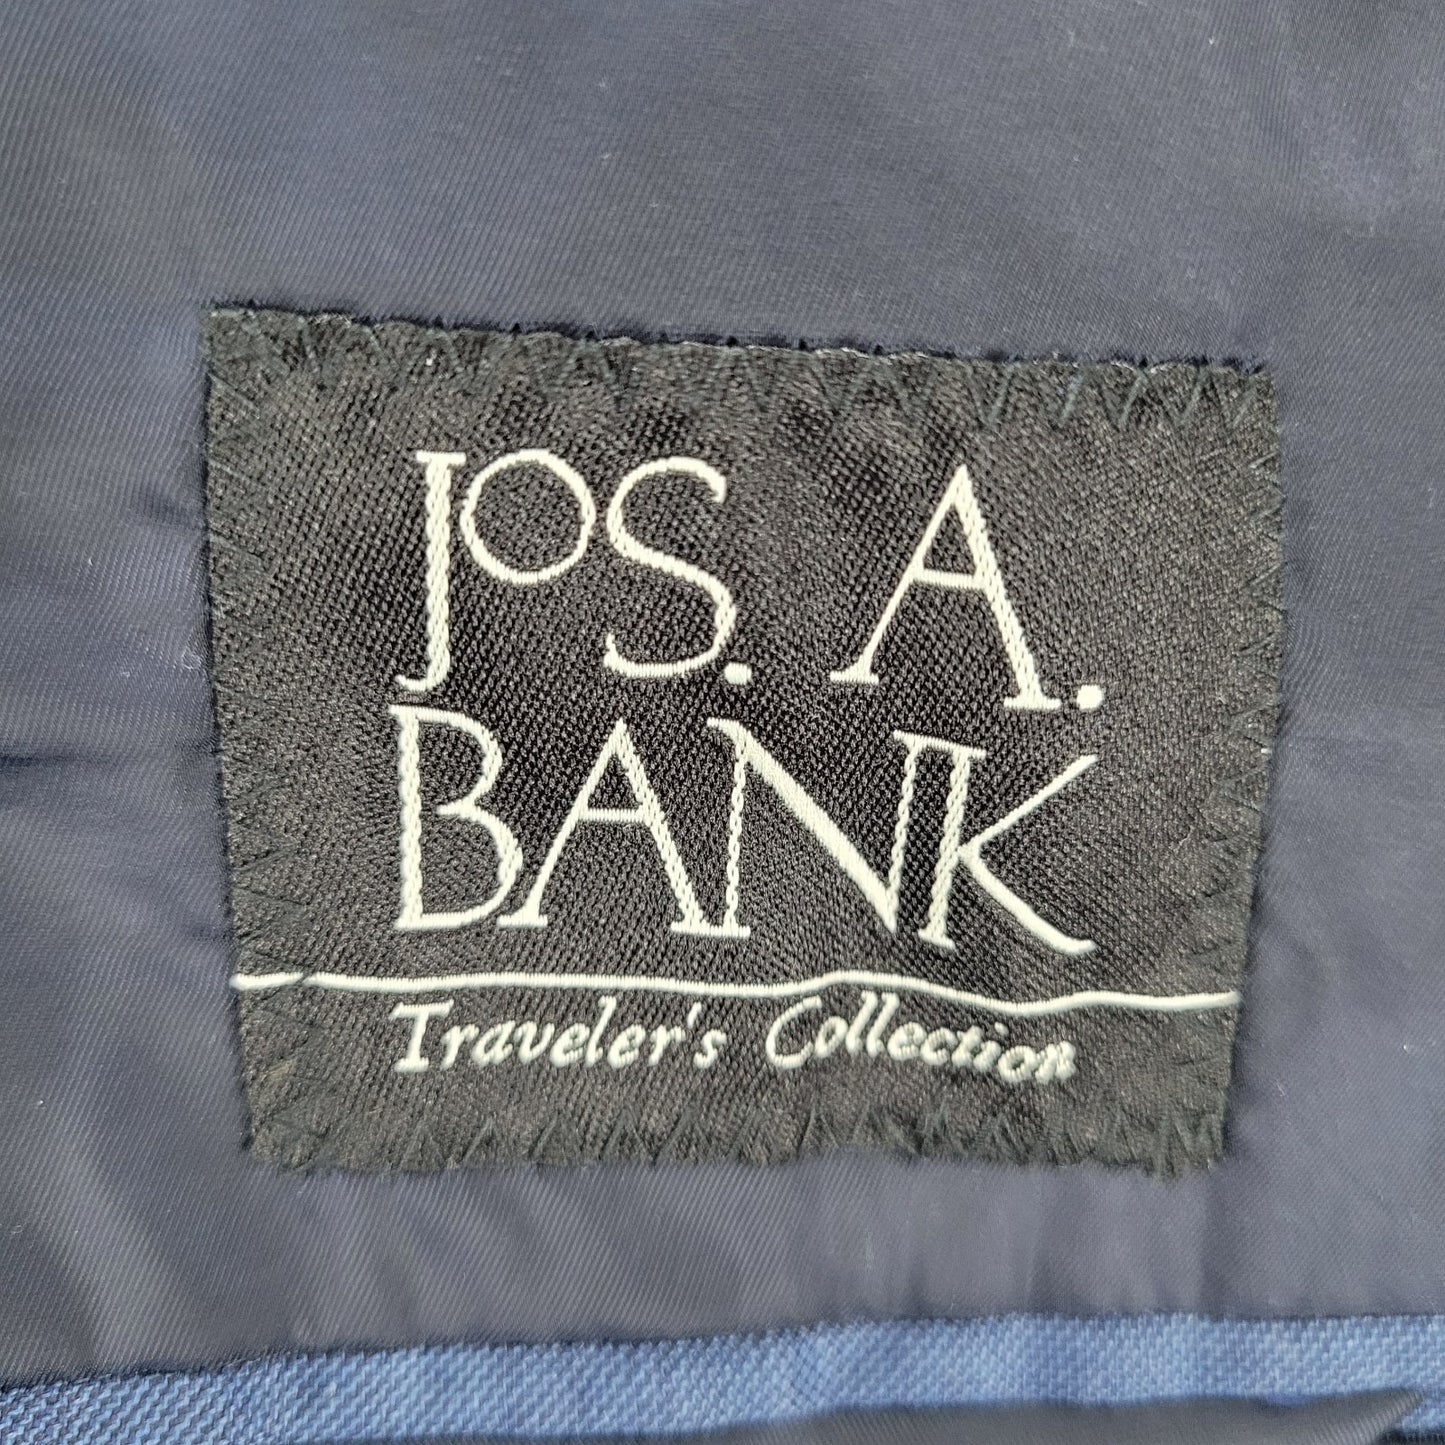 JoS. A.
BANK
Traveler's Collection